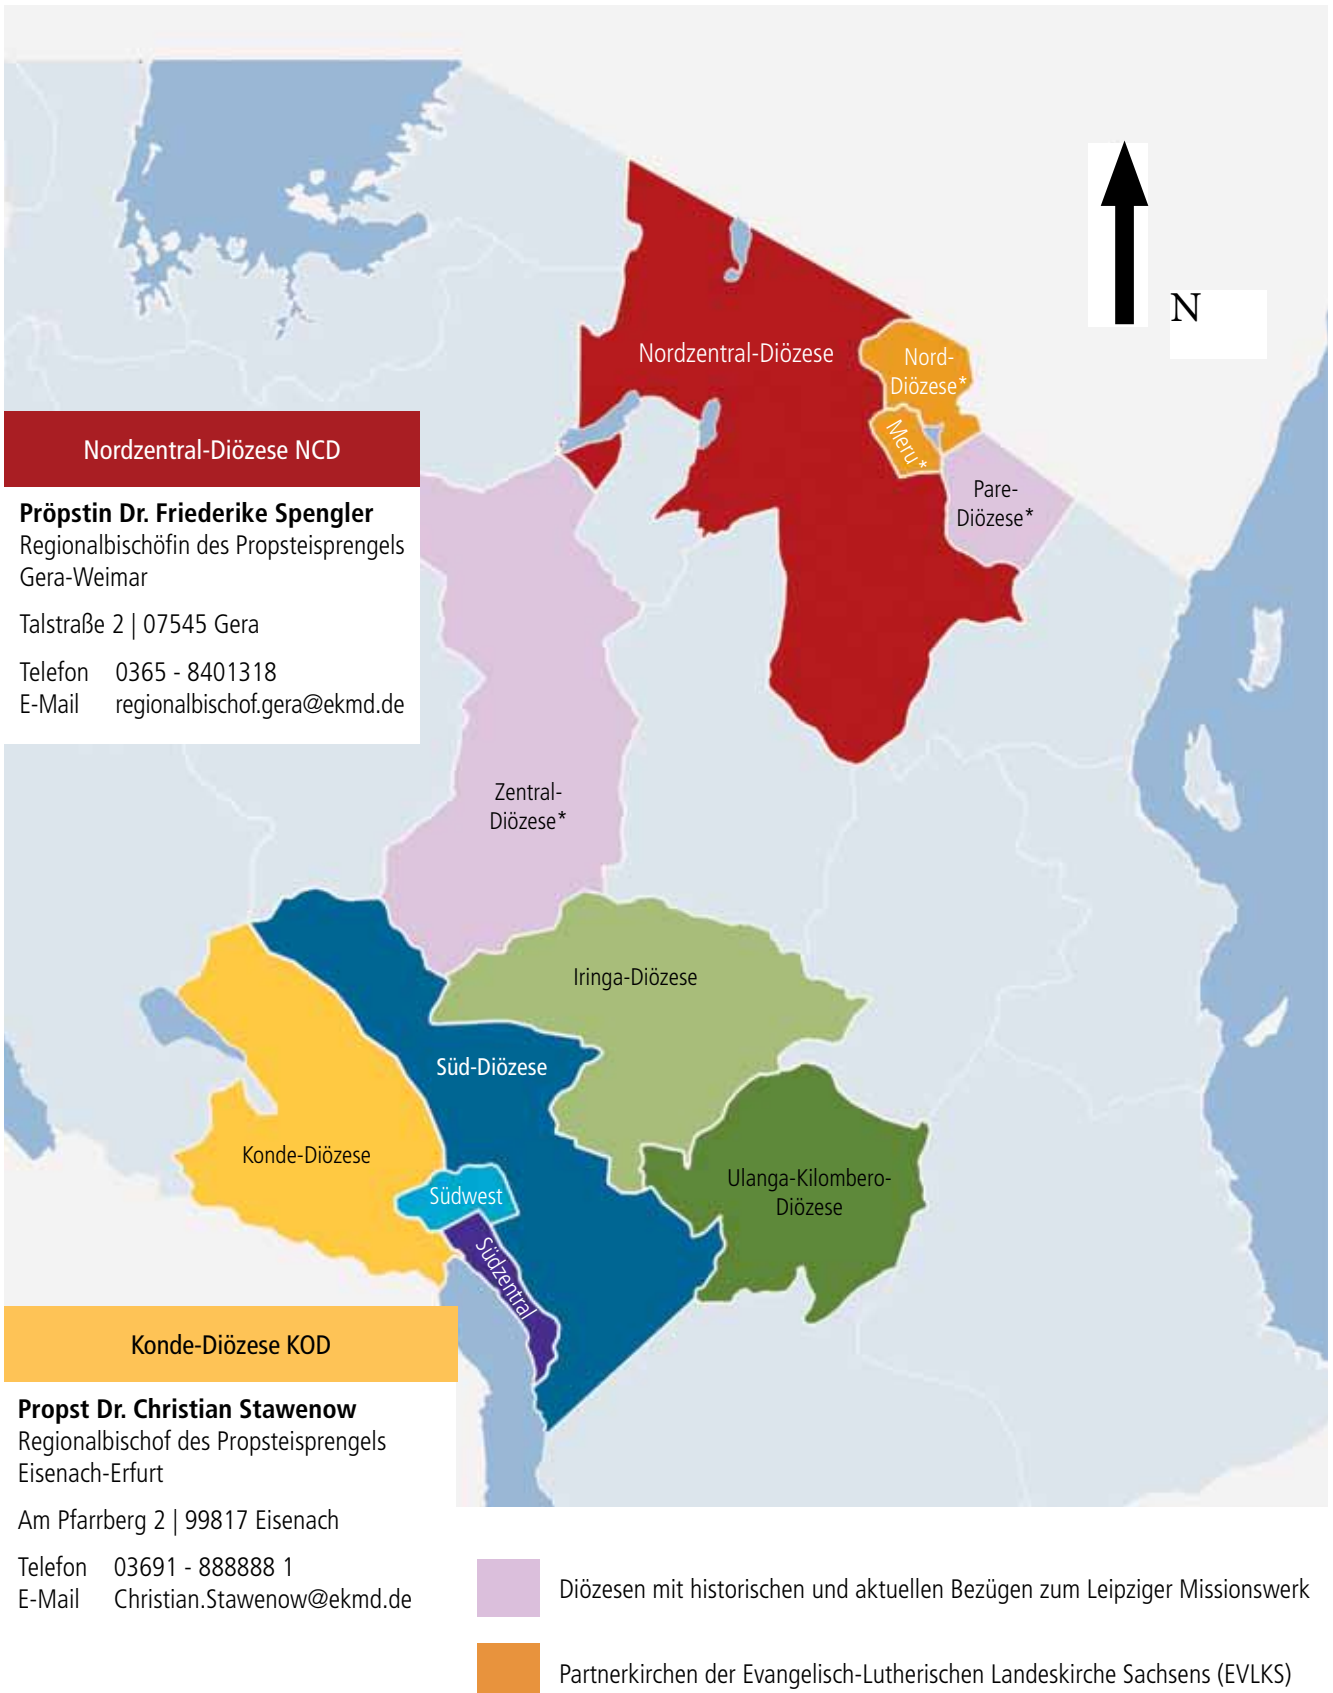 N
Nordzentral-Diözese
Nord-
Diözese*
Meru*
Pare-
Diözese*
Nordzentral-Diözese NCD
Pröpstin Dr. Friederike Spengler
Regionalbischöfin des Propsteisprengels
Gera-Weimar
Talstraße 2 | 07545 Gera
Telefon 0365 - 8401318
E-Mail regionalbischof.gera@ekmd.de
Zentral-
Diözese*
Iringa-Diözese
Süd-Diözese
Konde-Diözese
Ulanga-Kilombero-
Diözese
Südwest
Südzentral
Konde-Diözese KOD
Propst Dr. Christian Stawenow
Regionalbischof des Propsteisprengels
Eisenach-Erfurt
Am Pfarrberg 2 | 99817 Eisenach
Telefon 03691 - 888888 1
E-Mail Christian.Stawenow@ekmd.de
Diözesen mit historischen und aktuellen Bezügen zum Leipziger Missionswerk
Partnerkirchen der Evangelisch-Lutherischen Landeskirche Sachsens (EVLKS)